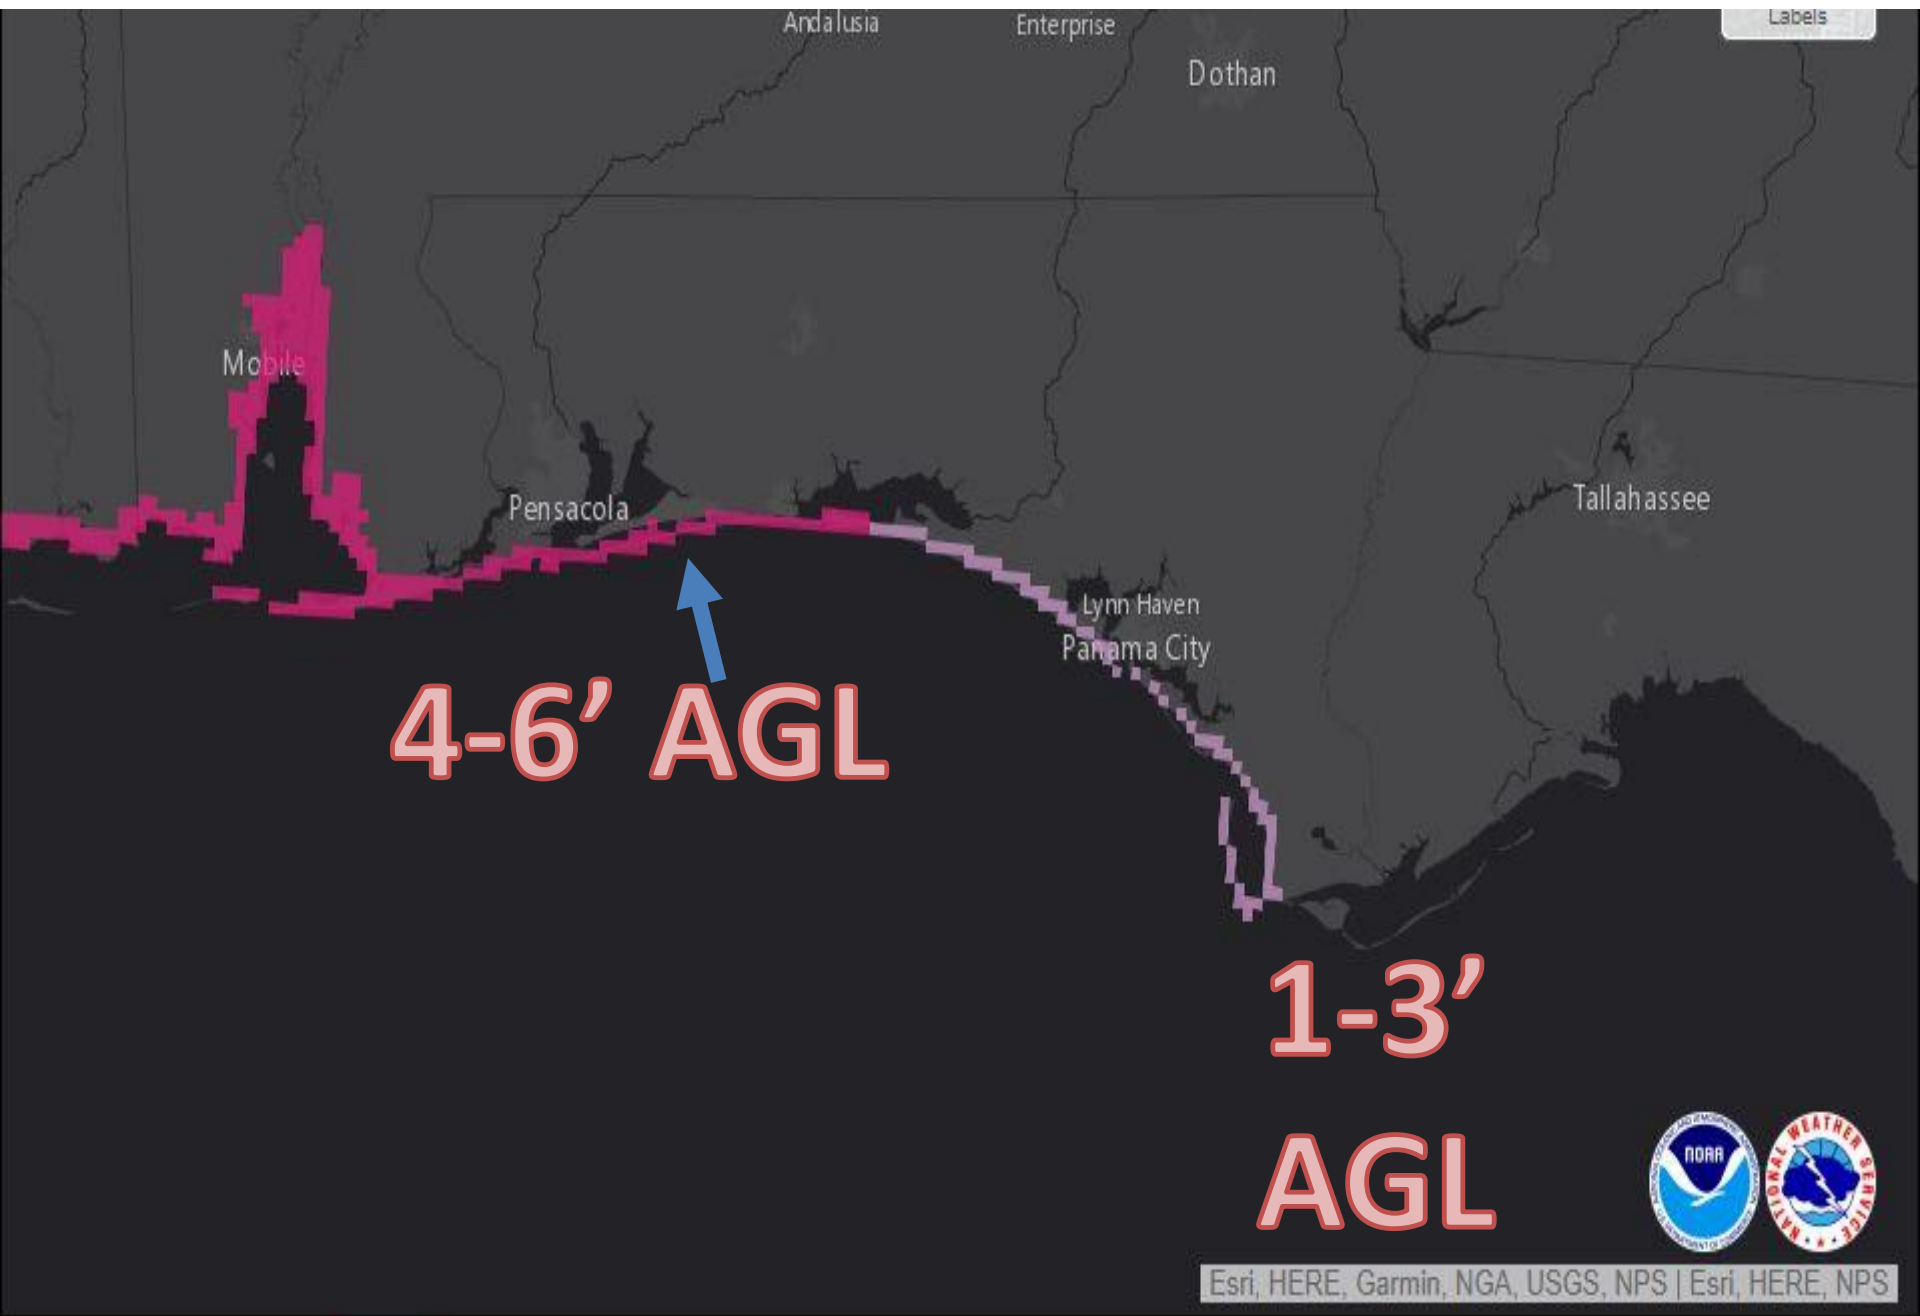 Andalusia
Enterprise
Labels
Dothan
Mobile
Pensacola
Tallahassee
Lynn Haven
Panama City
4-6’ AGL
1-3’
AGL
NOAA
NATIONAL WEATHER SERVICE
Esri, HERE, Garmin, NGA, USGS, NPS | Esri, HERE, NPS